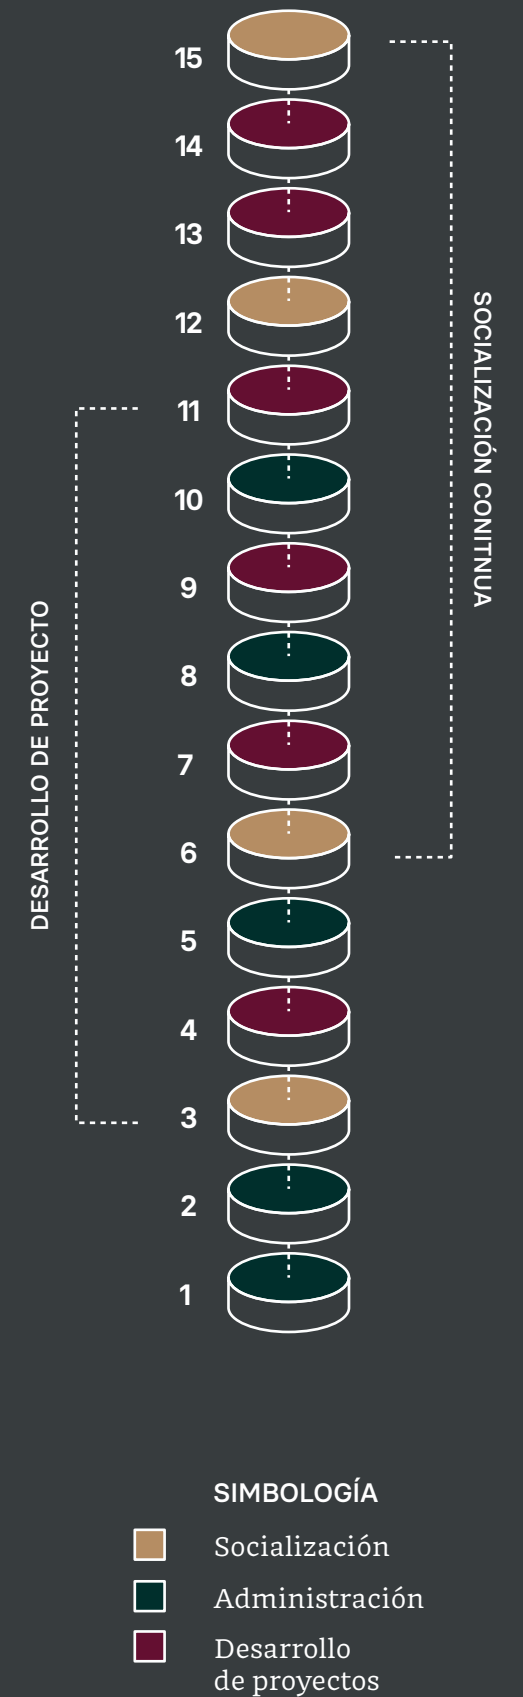 15
14
13
12
11
10
9
8
7
6
5
4
3
2
1
DESARROLLO DE PROYECTO
SOCIALIZACIÓN CONITNUA
SIMBOLOGÍA
Socialización
Administración
Desarrollo
de proyectos